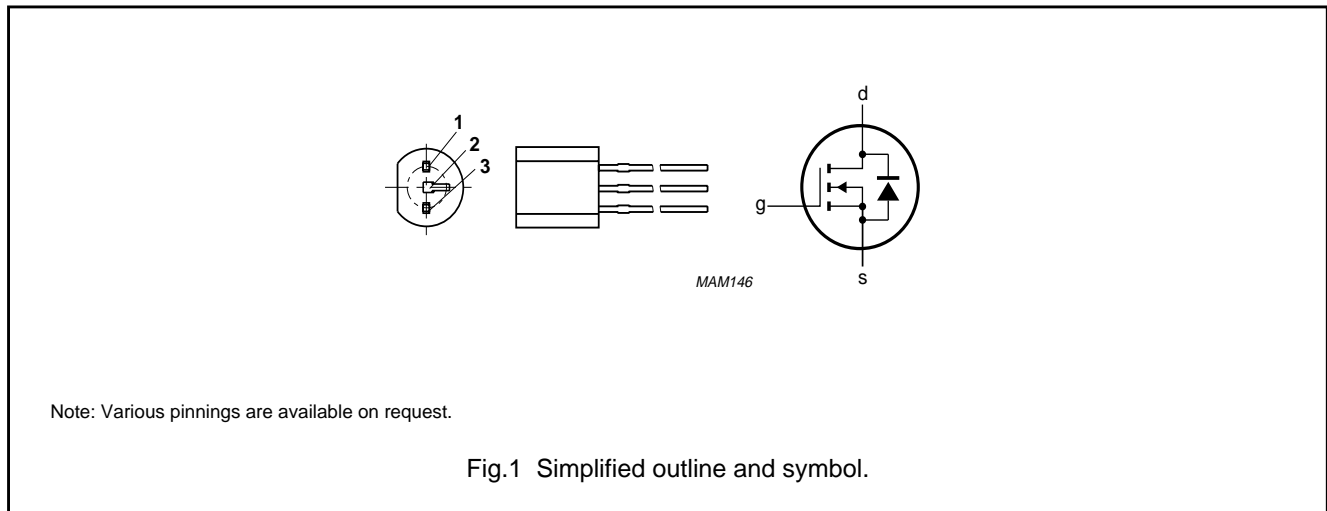 1
2
3
d
g
s
MAM146
Note: Various pinnings are available on request.
Fig.1 Simplified outline and symbol.